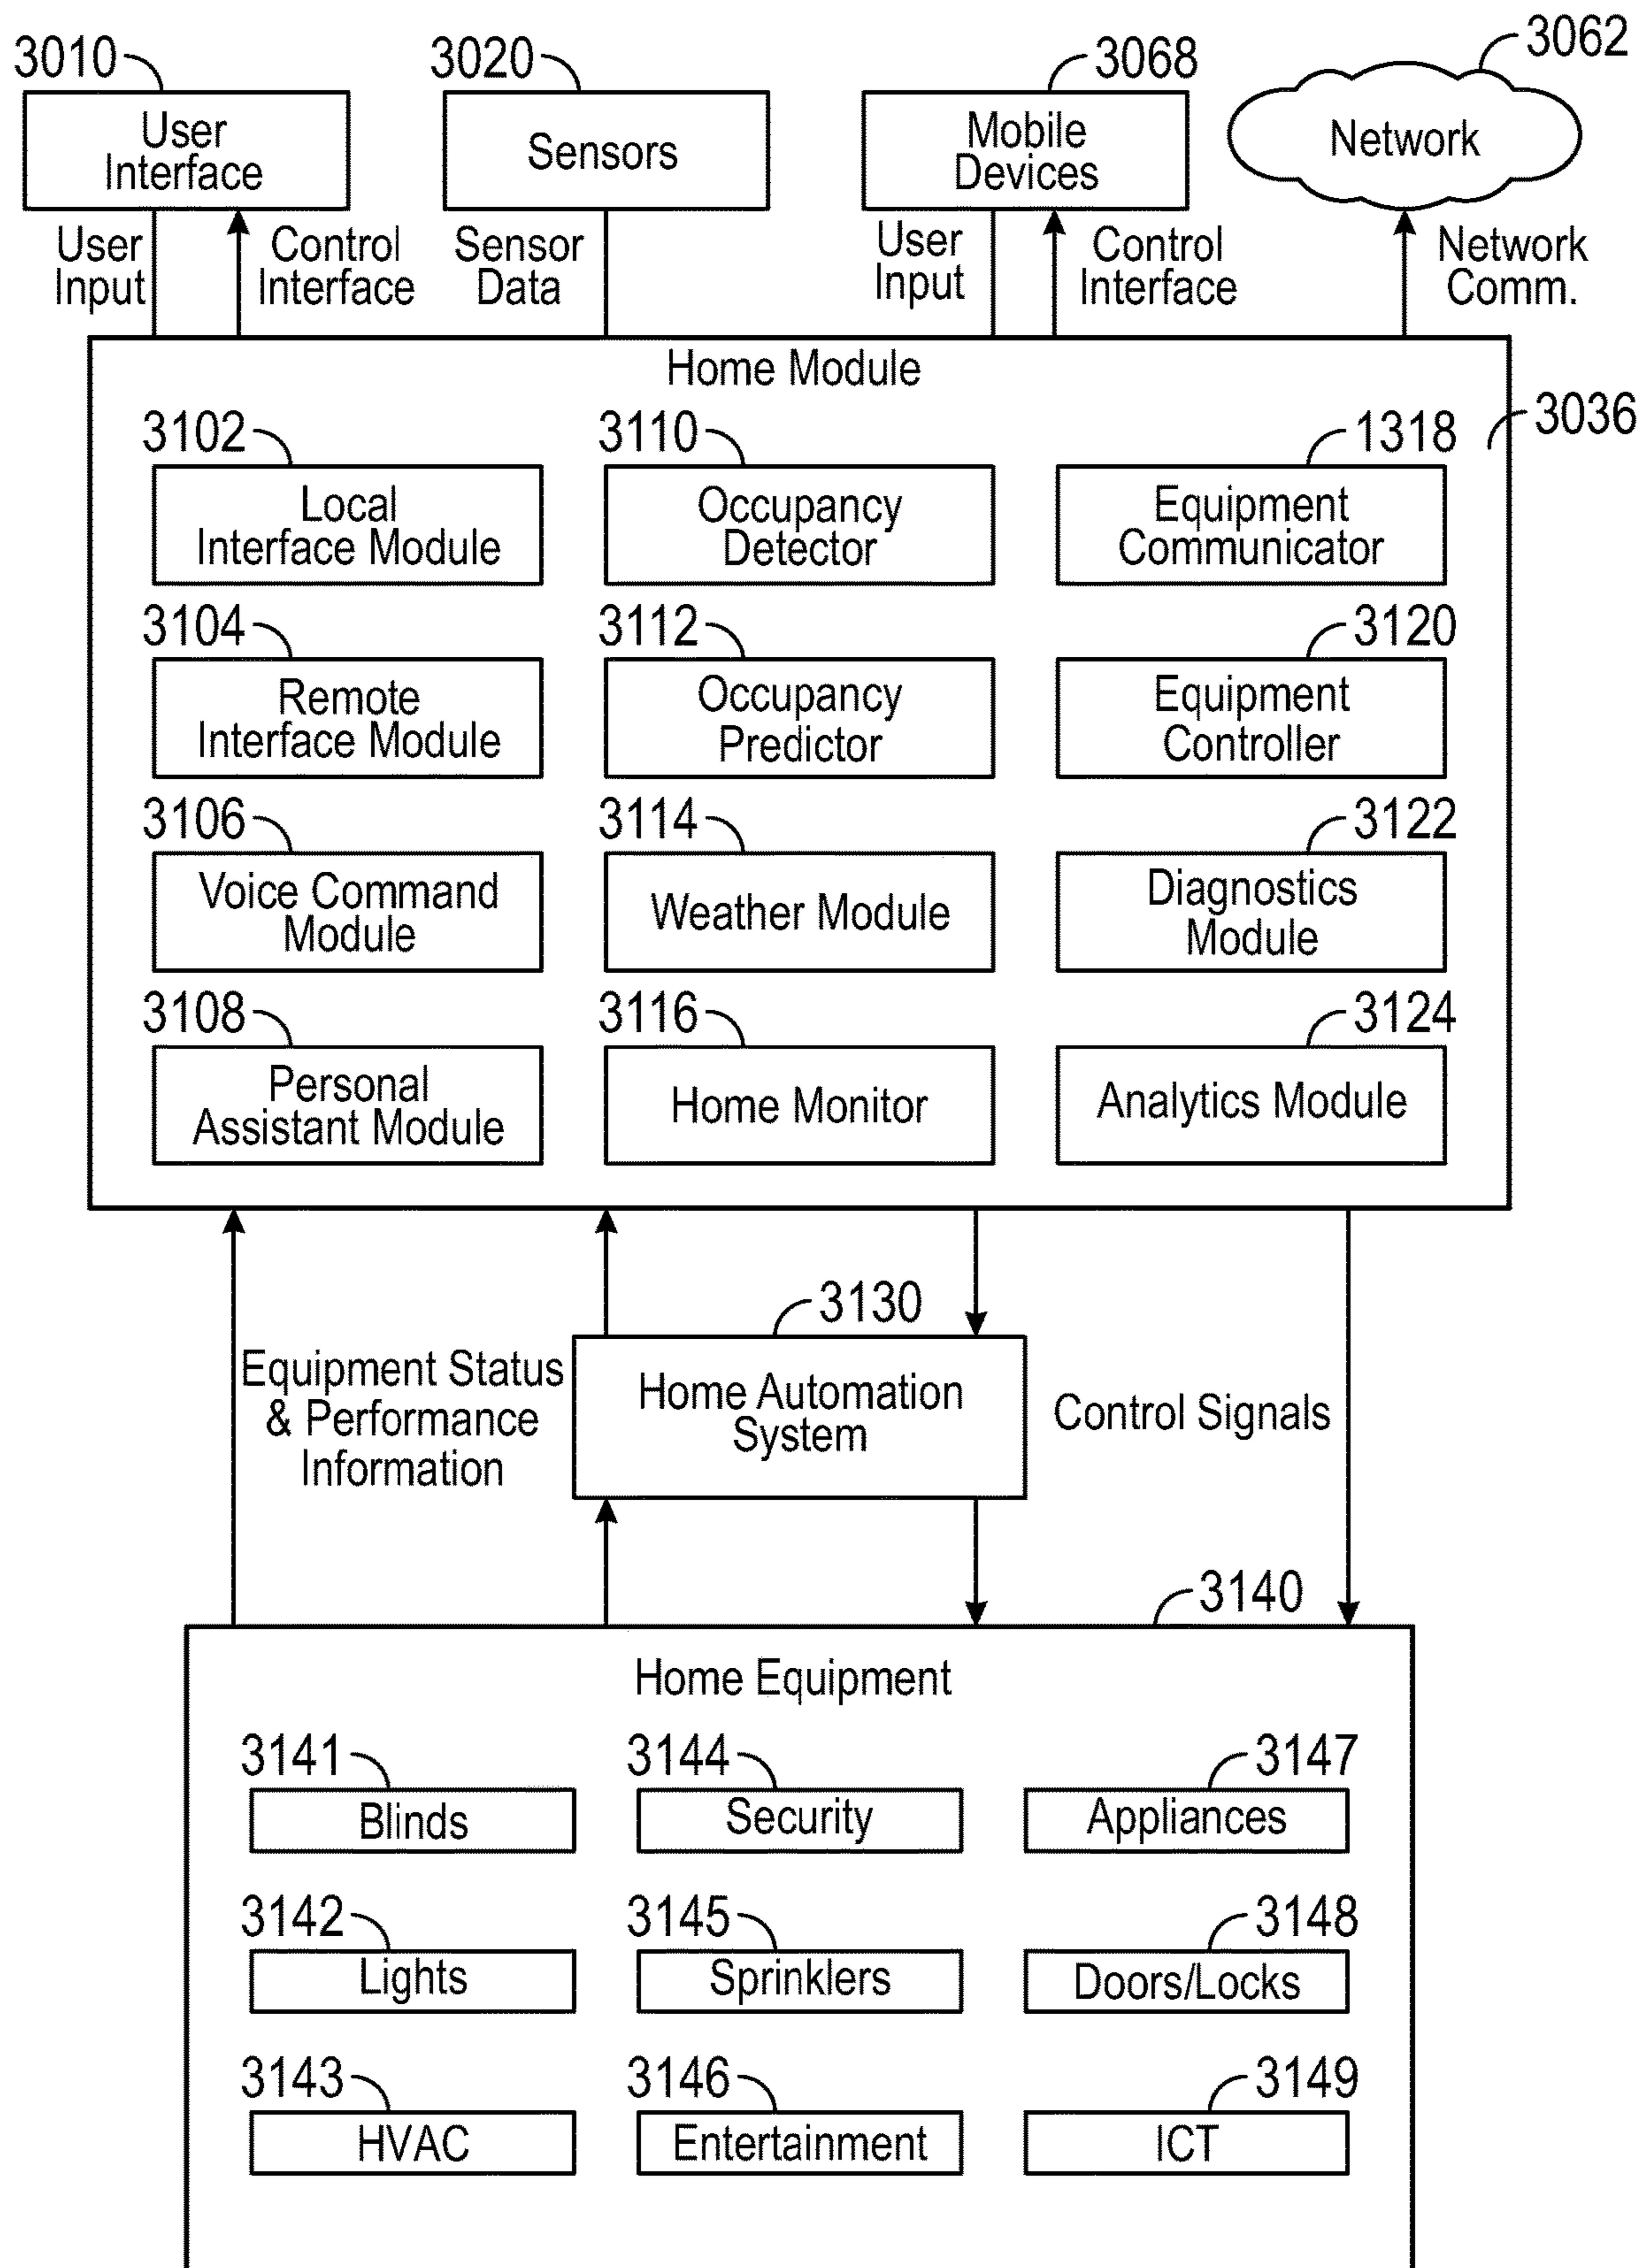 3010
3020
3068
3062
User
Interface
Sensors
Mobile
Devices
Network
User
Input
Control
Interface
Sensor
Data
User
Input
Control
Interface
Network
Comm.
Home Module
3036
3102
3110
1318
Local
Interface Module
Occupancy
Detector
Equipment
Communicator
3104
3112
3120
Remote
Interface Module
Occupancy
Predictor
Equipment
Controller
3106
3114
3122
Voice Command
Module
Weather Module
Diagnostics
Module
3108
3116
3124
Personal
Assistant Module
Home Monitor
Analytics Module
3130
Equipment Status
& Performance
Information
Home Automation
System
Control Signals
3140
Home Equipment
3141
3144
3147
Blinds
Security
Appliances
3142
3145
3148
Lights
Sprinklers
Doors/Locks
3143
3146
3149
HVAC
Entertainment
ICT